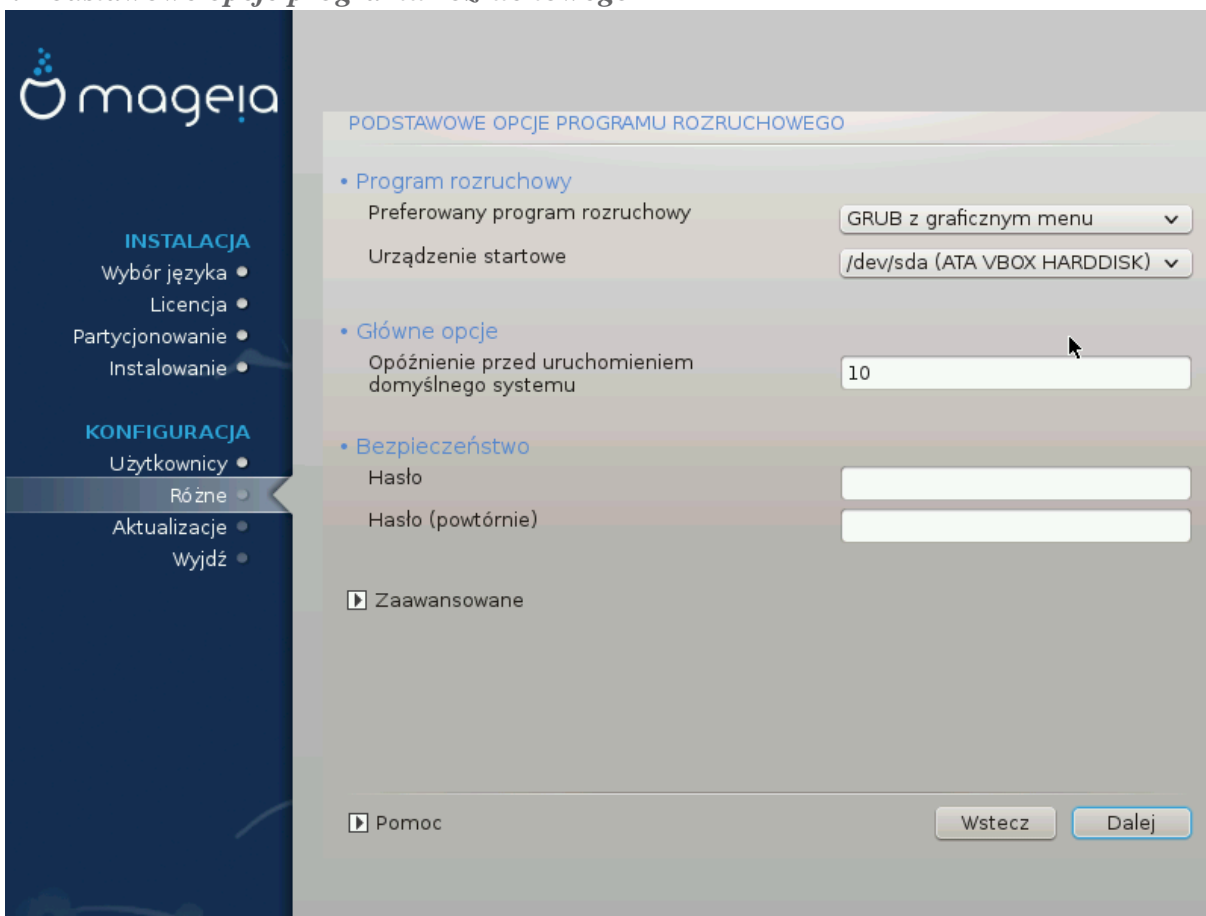 mageia
PODSTAWOWE OPCJE PROGRAMU ROZRUCHOWEGO
• Program rozruchowy
Preferowany program rozruchowy
GRUB z graficznym menu
Urządzenie startowe
/dev/sda (ATA VBOX HARDDISK)
• Główne opcje
Opóźnienie przed uruchomieniem
domyślnego systemu
10
• Bezpieczeństwo
Hasło
Hasło (powtórnie)
Zaawansowane
Pomoc
Wstecz
Dalej
INSTALACJA
Wybór języka
Licencja
Partycjonowanie
Instalowanie
KONFIGURACJA
Użytkownicy
Różne
Aktualizacje
Wyjdź